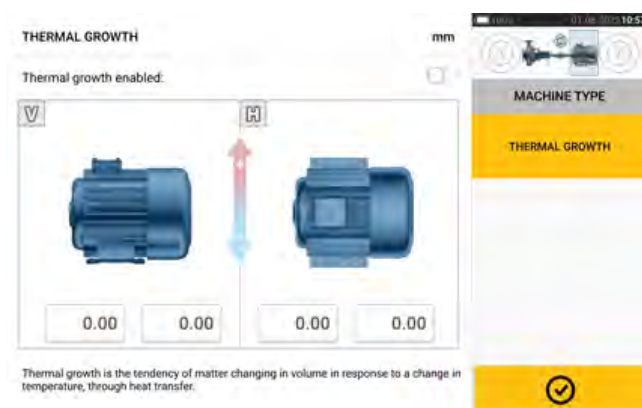 THERMAL GROWTH
mm
Thermal growth enabled:
V
H
0.00
0.00
0.00
0.00
Thermal growth is the tendency of matter changing in volume in response to a change in
temperature, through heat transfer.
10:5
MACHINE TYPE
THERMAL GROWTH